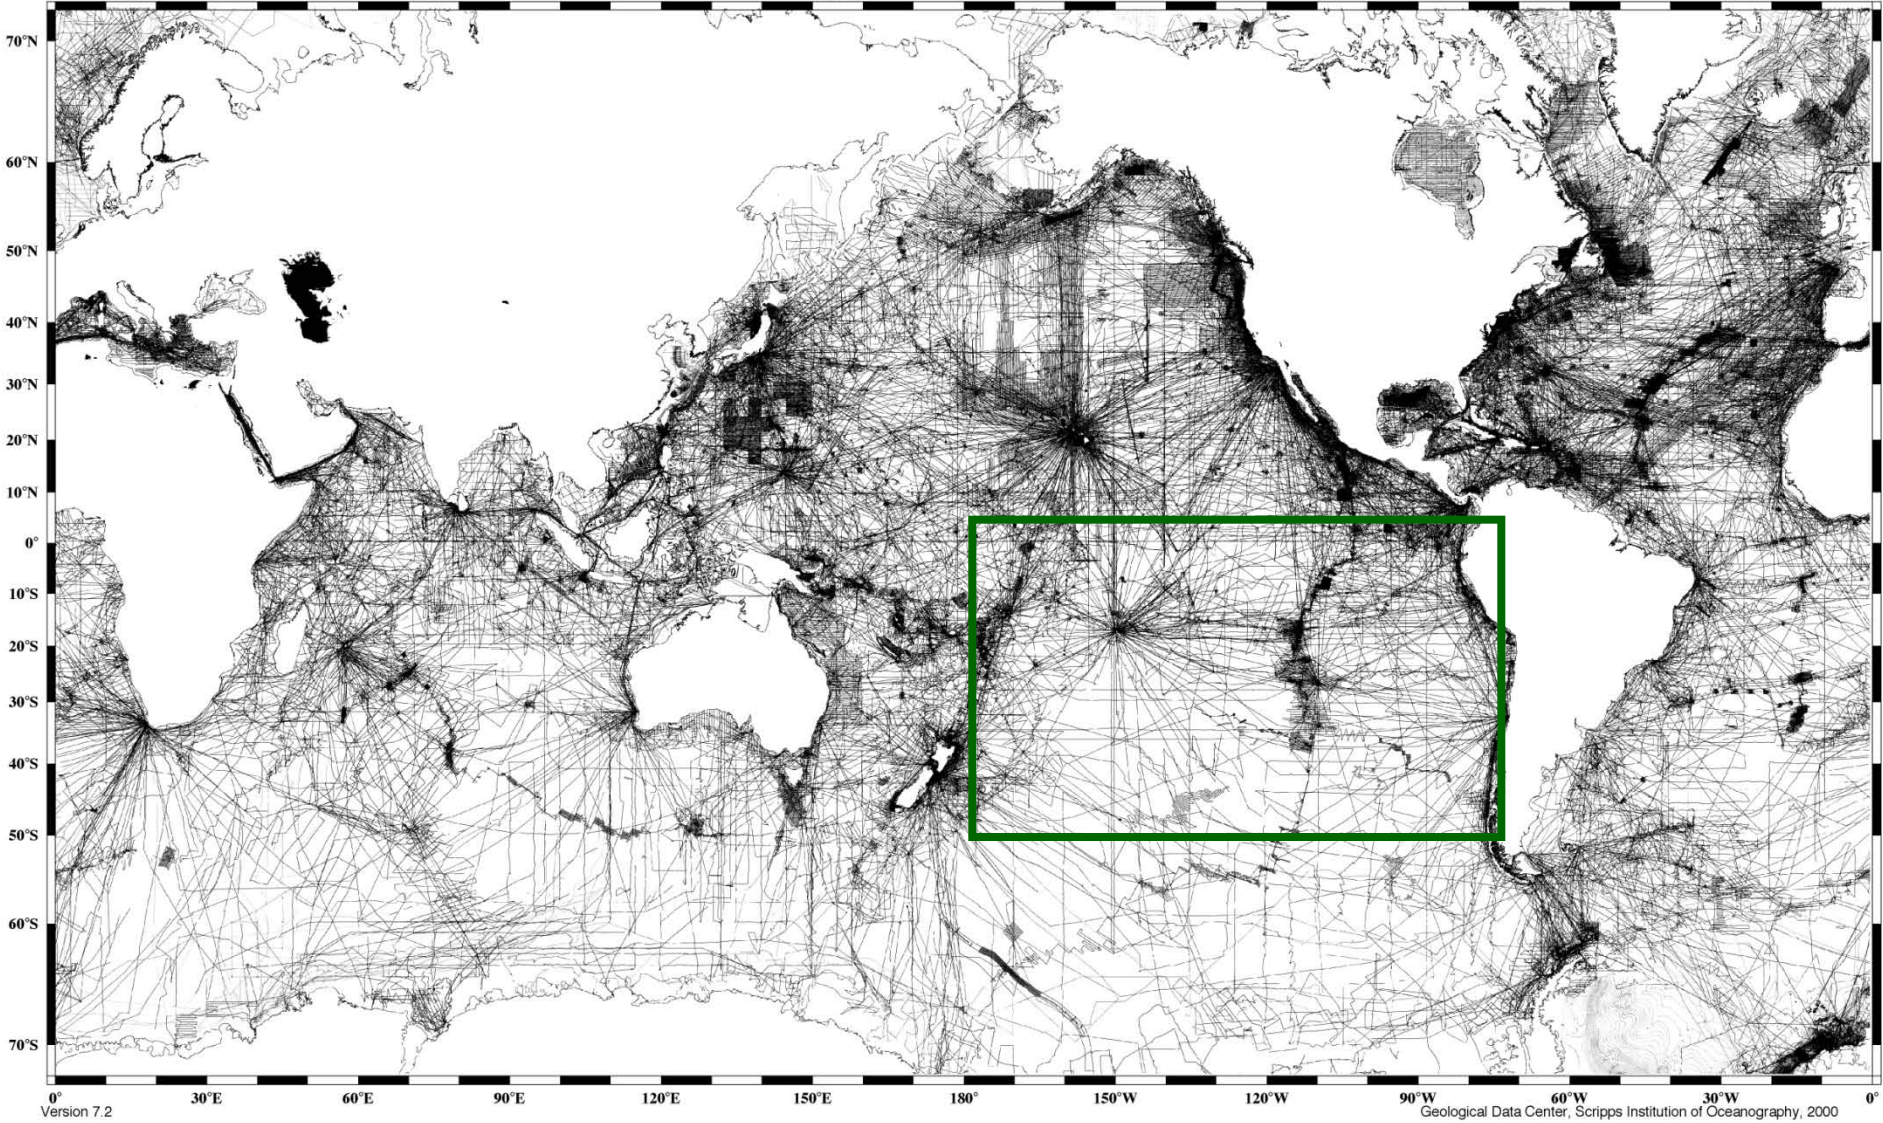 70°N
60°N
50°N
40°N
30°N
20°N
10°N
0°
10°S
20°S
30°S
40°S
50°S
60°S
70°S
0° 30°E 60°E 90°E 120°E 150°E 180° 150°W 120°W 90°W 60°W 30°W 0°
Version 7.2 Geological Data Center, Scripps Institution of Oceanography, 2000